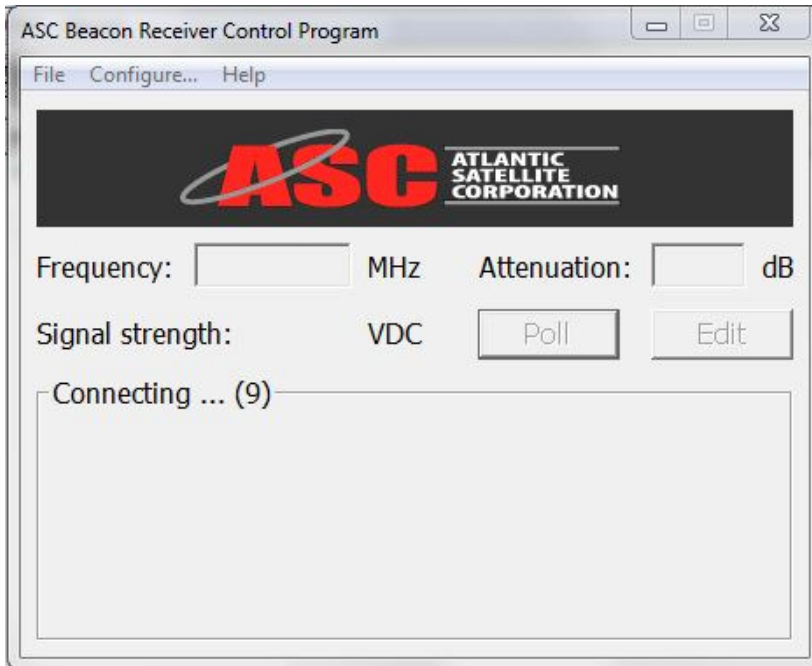 ASC Beacon Receiver Control Program
File Configure... Help
ASC ATLANTIC
SATELLITE
CORPORATION
Frequency: MHz Attenuation: dB
Signal strength: VDC Poll Edit
Connecting ... (9)